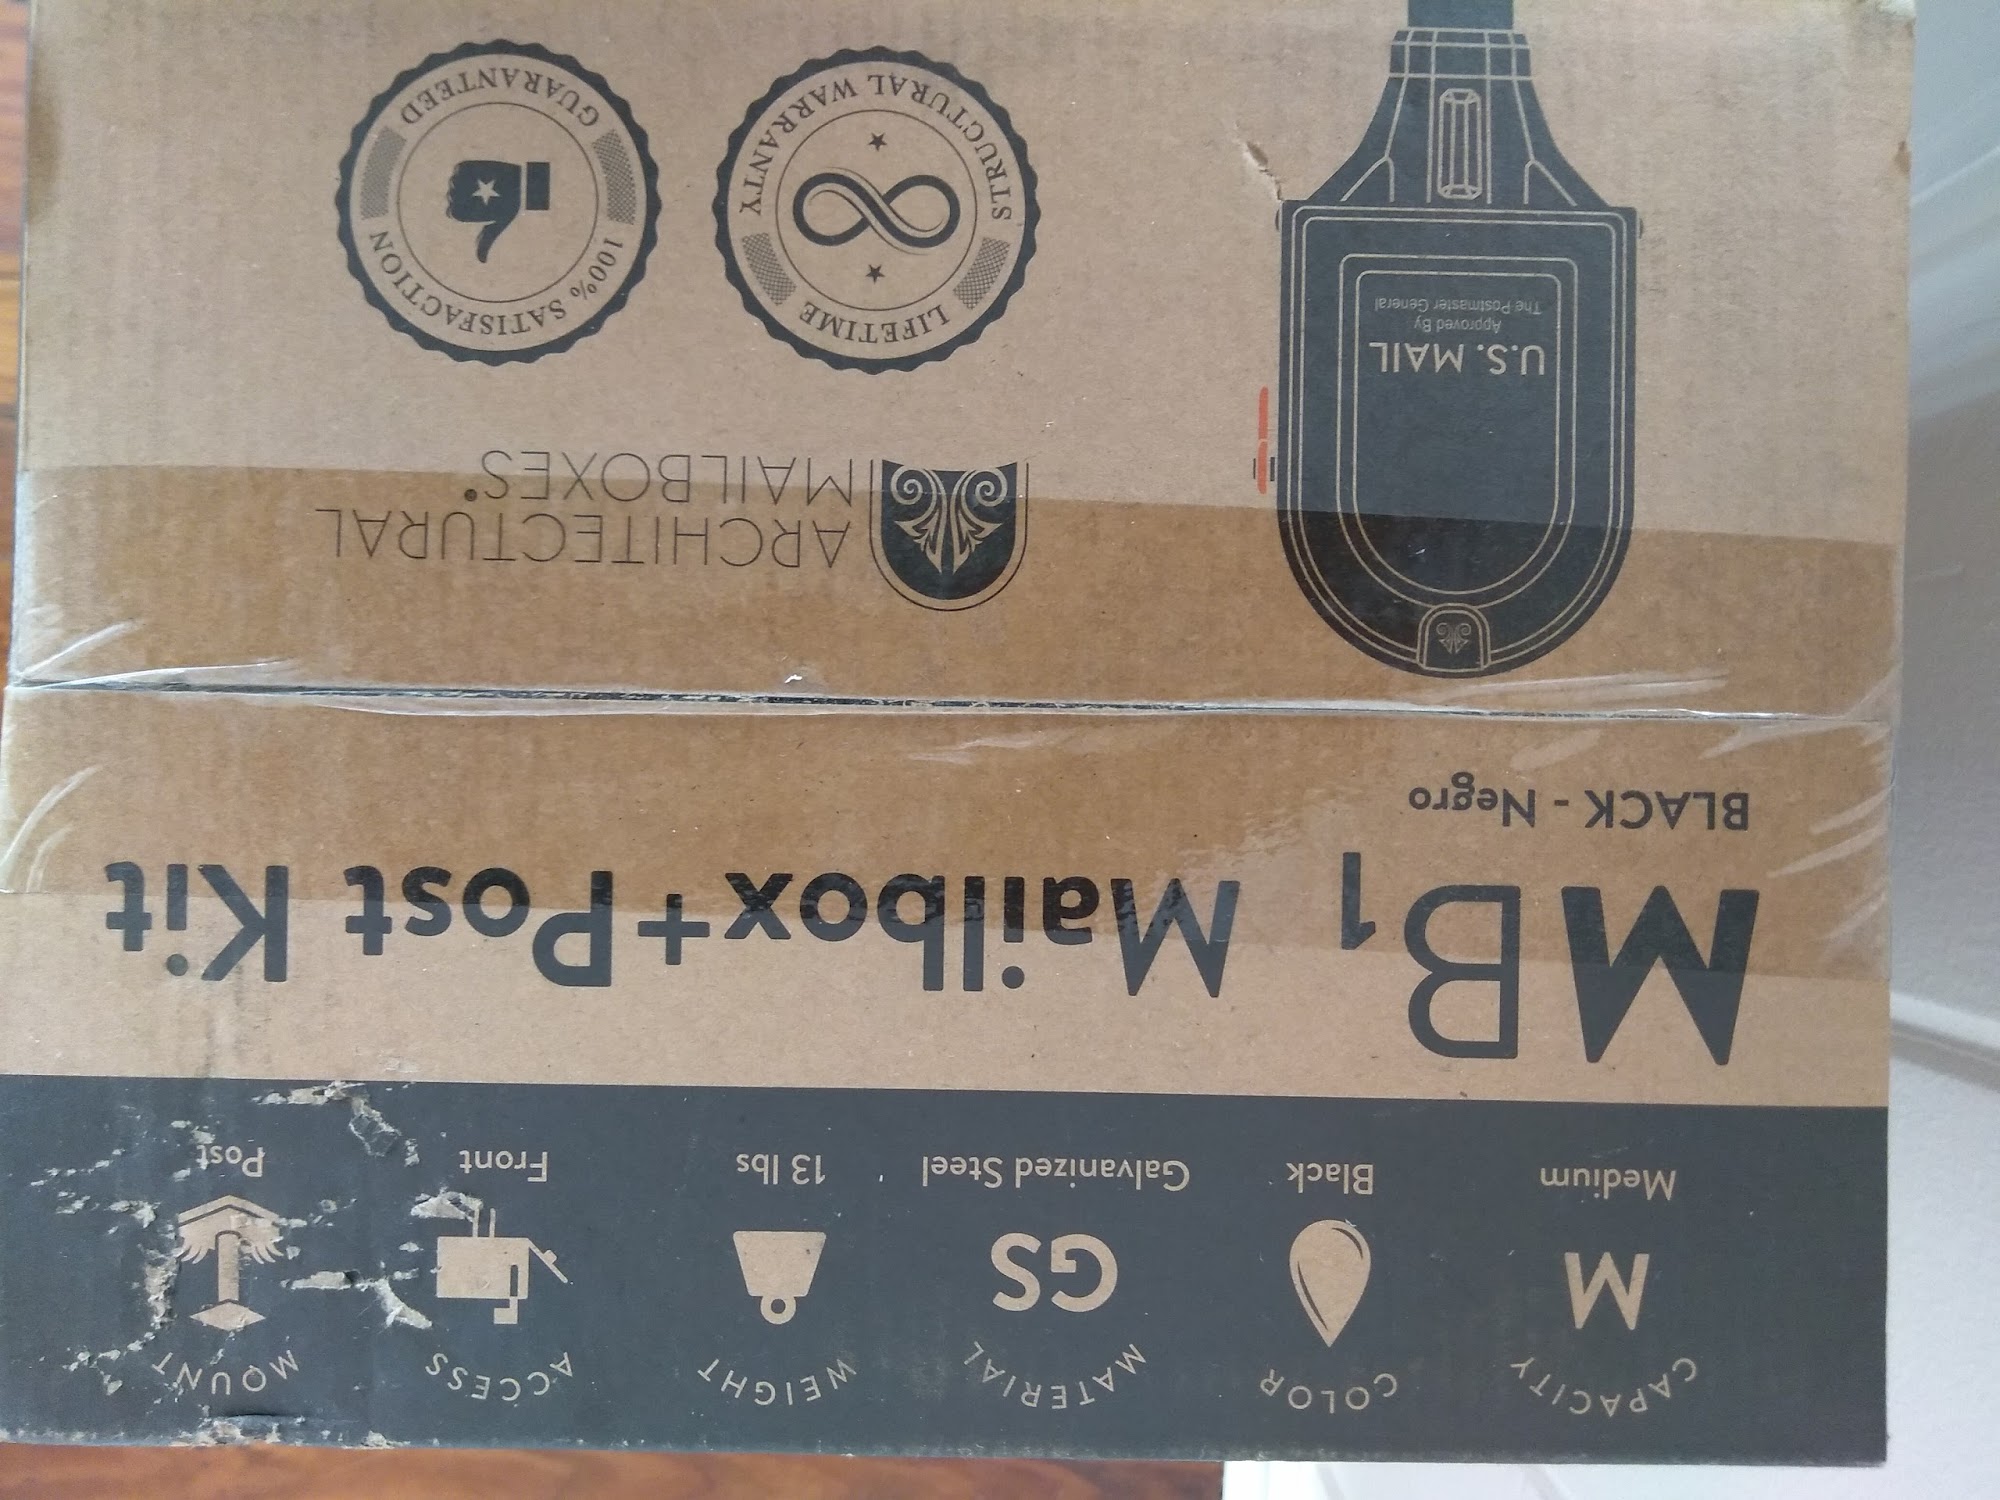 CAPACITY
M
Medium
COLOR
Black
MATERIAL
GS
Galvanized Steel
WEIGHT
13 lbs
ACCESS
Front
MOUNT
Post
MB1 Mailbox+Post Kit
BLACK - Negro
U.S. MAIL
Approved By
The Postmaster General
ARCHITECTURAL
MAILBOXES®
LIFETIME
STRUCTURAL WARRANTY
100% SATISFACTION
GUARANTEED